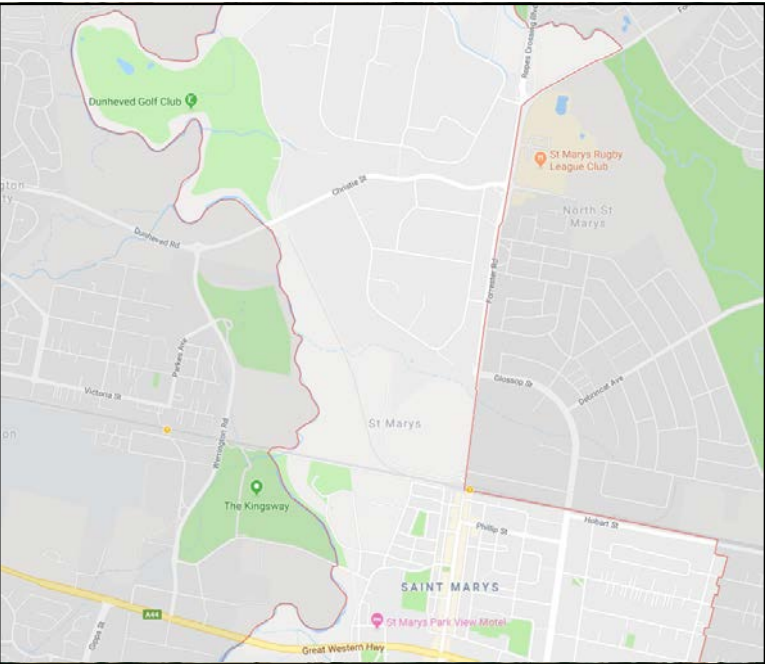 Ropes Crossing Blvd
Dunheved Golf Club
St Marys Rugby
League Club
Christie St
North St
Marys
Dunheved Rd
Forrester Rd
Parkes Ave
Glossop St
Debrincat Ave
Victoria St
St Marys
Werrington Rd
The Kingsway
Phillip St
Hobart St
SAINT MARYS
A44
St Marys Park View Motel
Gipps St
Great Western Hwy